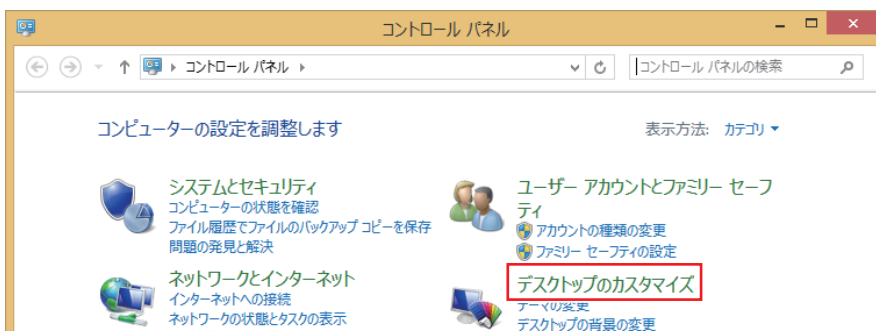 コントロール パネル
コントロール パネル
コントロール パネルの検索
コンピューターの設定を調整します
表示方法: カテゴリ
システムとセキュリティ
コンピューターの状態を確認
ファイル履歴でファイルのバックアップ コピーを保存
問題の発見と解決
ユーザー アカウントとファミリー セーフ
ティ
アカウントの種類の変更
ファミリー セーフティの設定
ネットワークとインターネット
インターネットへの接続
ネットワークの状態とタスクの表示
デスクトップのカスタマイズ
テーマの変更
デスクトップの背景の変更